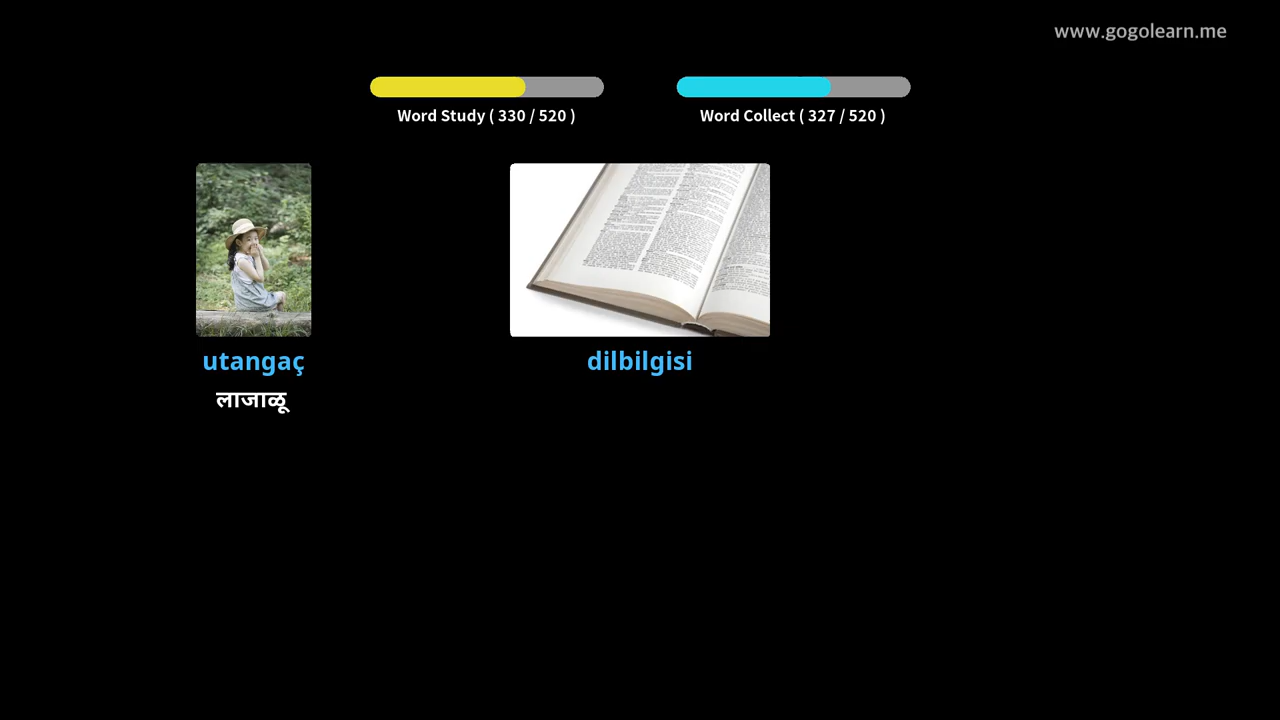 www.gogolearn.me
Word Study ( 330 / 520 )
Word Collect ( 327 / 520 )
utangaç
dilbilgisi
लाजाळू